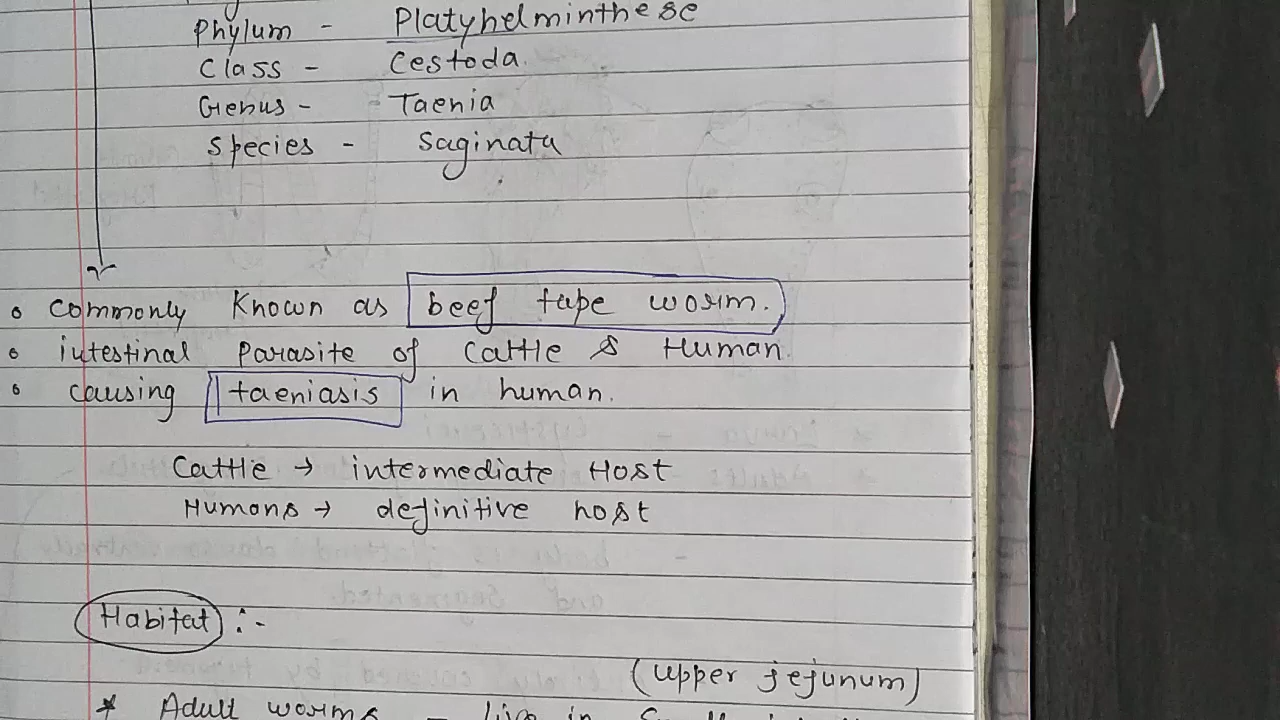 Phylum - Platyhelminthese
Class - Cestoda.
Genus - Taenia
Species - Saginata
• Commonly Known as beef tape worm.
• intestinal Parasite of Cattle & Human.
• causing taeniasis in human.
Cattle → intermediate Host
Humans → definitive host
Habitat :-
(upper jejunum)
* Adult worms - live in